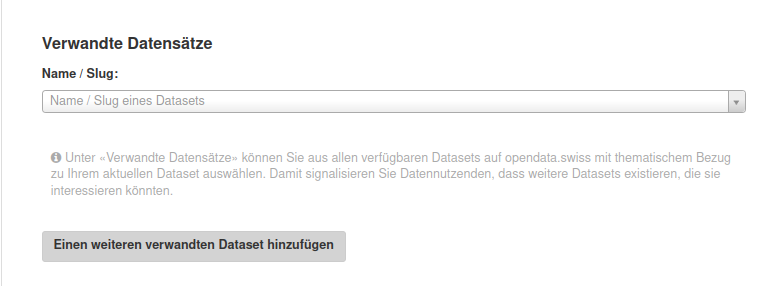 Verwandte Datensätze
Name / Slug:
Name / Slug eines Datasets
Unter «Verwandte Datensätze» können Sie aus allen verfügbaren Datasets auf opendata.swiss mit thematischem Bezug
zu Ihrem aktuellen Dataset auswählen. Damit signalisieren Sie Datennutzenden, dass weitere Datasets existieren, die sie
interessieren könnten.
Einen weiteren verwandten Dataset hinzufügen